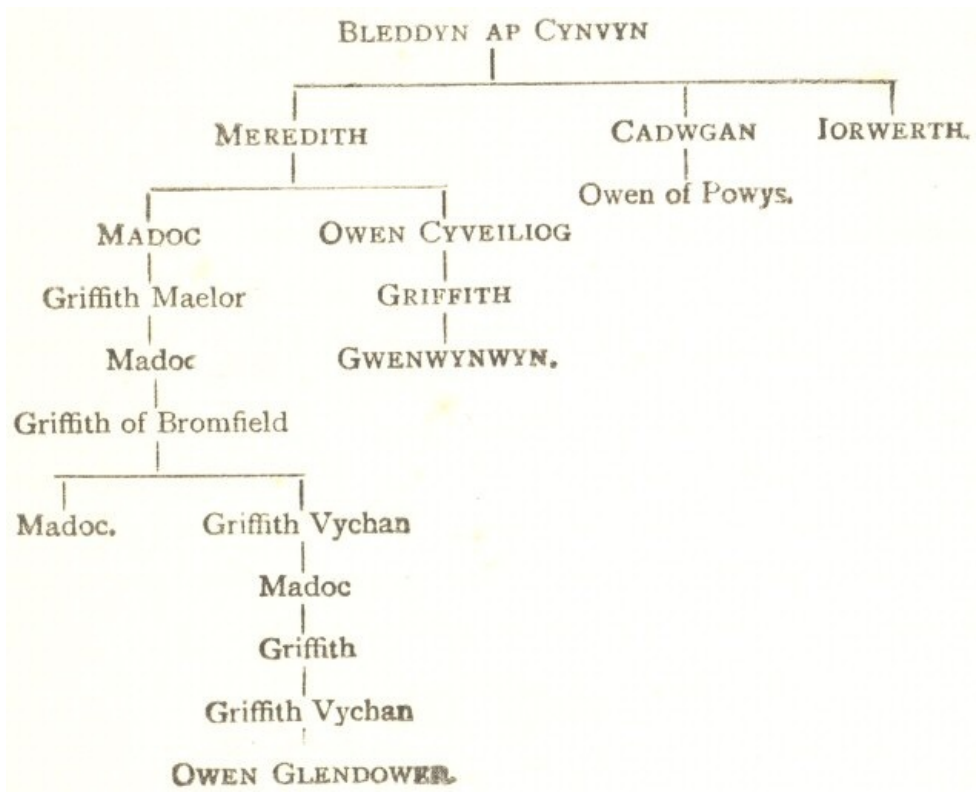 BLEDDYN AP CYNVYN
MEREDITH CADWGAN IORWERTH.
Owen of Powys.
MADOC OWEN CYVEILIOG
Griffith Maelor GRIFFITH
Madoc GWENWYNWYN.
Griffith of Bromfield
Madoc. Griffith Vychan
Madoc
Griffith
Griffith Vychan
OWEN GLENDOWER.